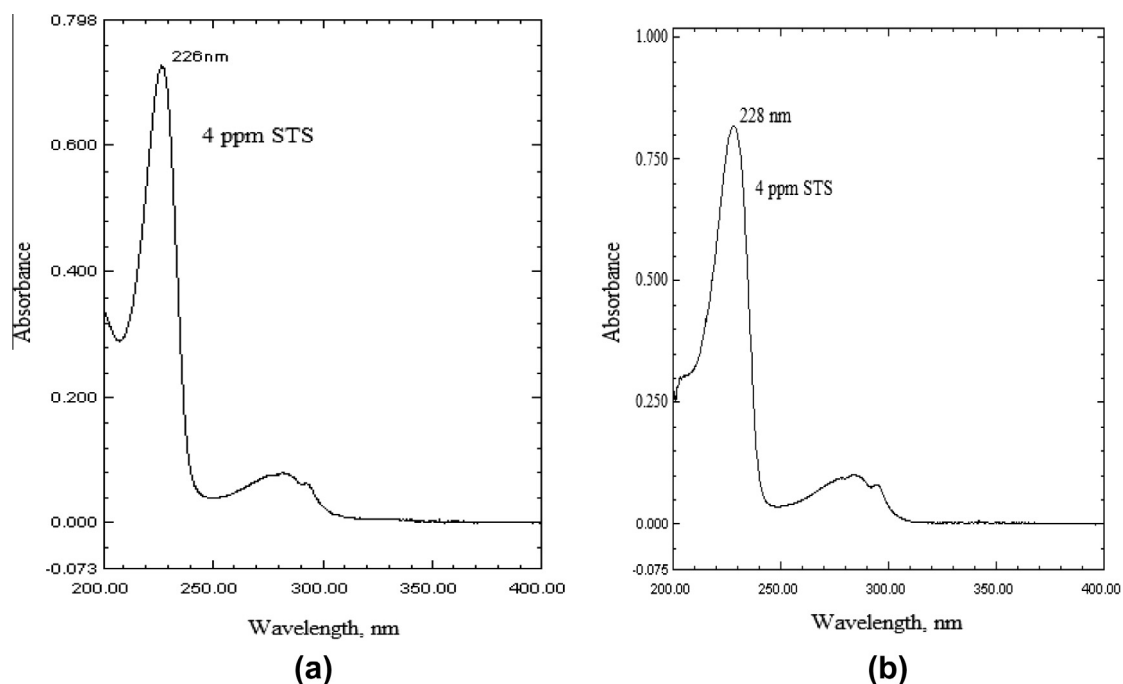 0.798
226nm
4 ppm STS
0.600
0.400
0.200
0.000
-0.073
200.00 250.00 300.00 350.00 400.00
Absorbance
Wavelength, nm
(a)
1.000
228 nm
0.750
4 ppm STS
0.500
0.250
0.000
-0.075
200.00 250.00 300.00 350.00 400.00
Absorbance
Wavelength, nm
(b)